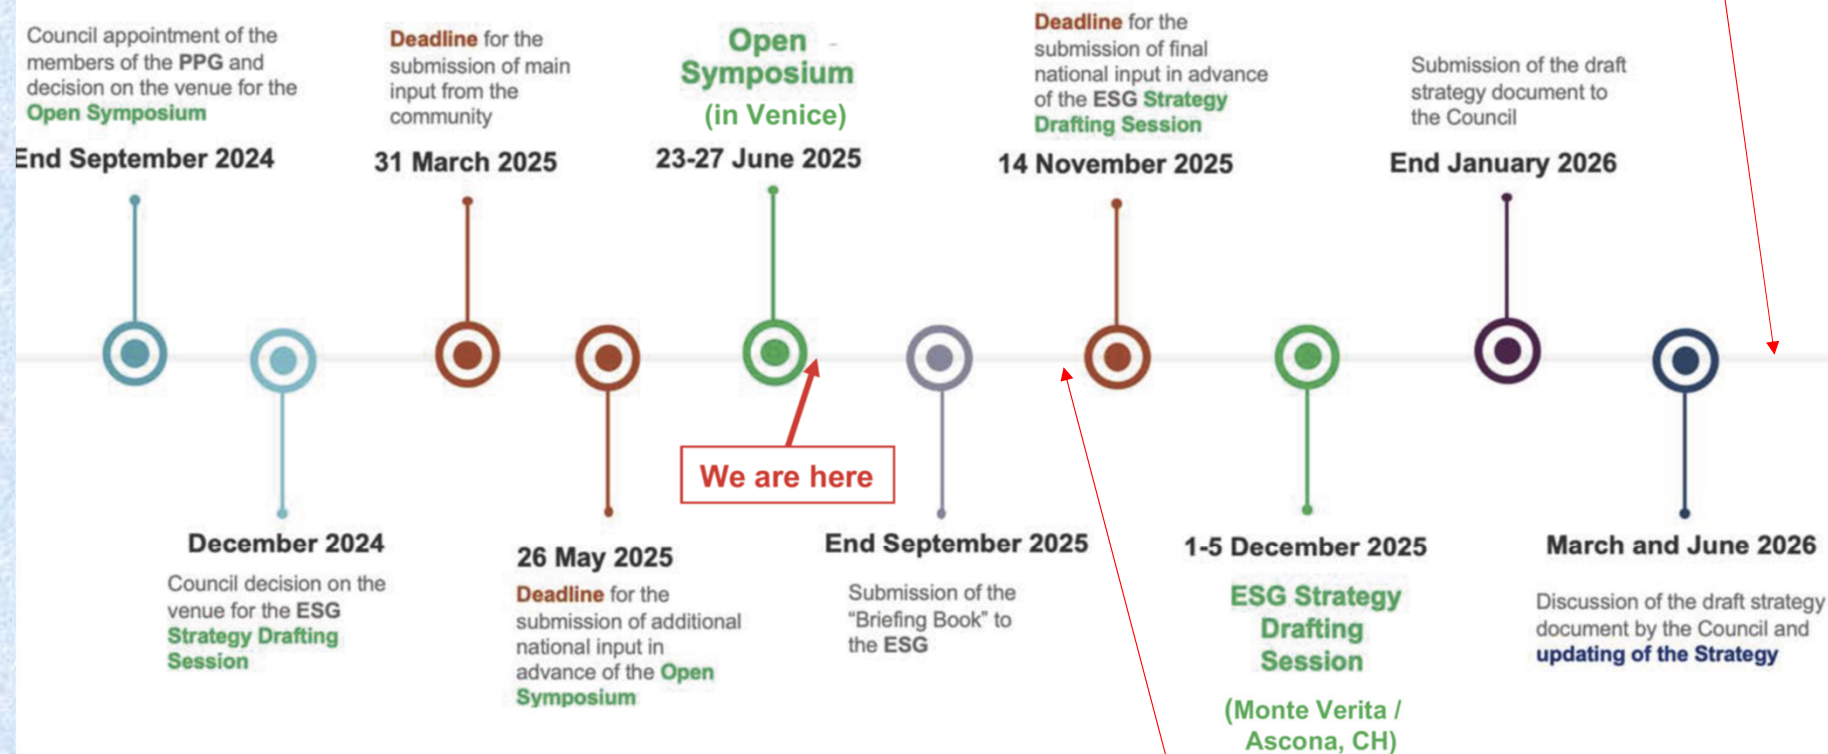 Council appointment of the
members of the PPG and
decision on the venue for the
Open Symposium
End September 2024
Deadline for the
submission of main
input from the
community
31 March 2025
Open
Symposium
(in Venice)
23-27 June 2025
Deadline for the
submission of final
national input in advance
of the ESG Strategy
Drafting Session
14 November 2025
Submission of the draft
strategy document to
the Council
End January 2026
We are here
December 2024
Council decision on the
venue for the ESG
Strategy Drafting
Session
26 May 2025
Deadline for the
submission of additional
national input in
advance of the Open
Symposium
End September 2025
Submission of the
“Briefing Book” to
the ESG
1-5 December 2025
ESG Strategy
Drafting
Session
(Monte Verita /
Ascona, CH)
March and June 2026
Discussion of the draft strategy
document by the Council and
updating of the Strategy